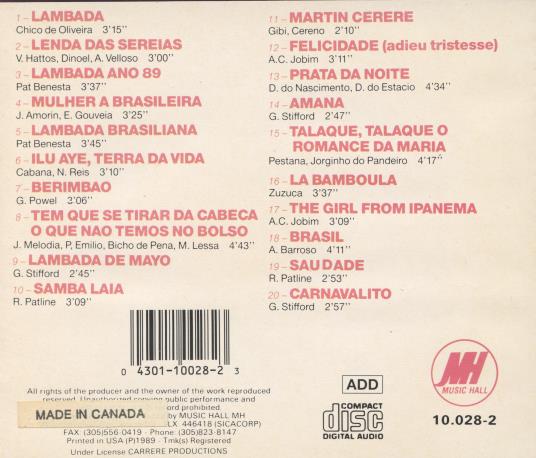 1 – LAMBADA
Chico de Oliveira 3'15''
2 – LENDA DAS SEREIAS
V. Hattos, Dinoel, A. Velloso 3'00''
3 – LAMBADA ANO 89
Pat Benesta 3'37''
4 – MULHER A BRASILEIRA
J. Amorin, E. Gouveia 3'25''
5 – LAMBADA BRASILIANA
Pat Benesta 3'45''
6 – ILU AYE, TERRA DA VIDA
Cabana, N. Reis 3'10''
7 – BERIMBAO
G. Powel 3'06''
8 – TEM QUE SE TIRAR DA CABECA
O QUE NAO TEMOS NO BOLSO
J. Melodia, P, Emilio, Bicho de Pena, M. Lessa 4'43''
9 – LAMBADA DE MAYO
G. Stifford 2'45''
10 – SAMBA LAIA
R. Patline 3'09''
11 – MARTIN CERERE
Gibi, Cereno 2'10''
12 – FELICIDADE (adieu tristesse)
A.C. Jobim 3'11''
13 – PRATA DA NOITE
D. do Nascimento, D. do Estacio 4'34''
14 – AMANA
G. Stifford 2'47''
15 – TALAQUE, TALAQUE O
ROMANCE DA MARIA
Pestana, Jorginho do Pandeiro 4'17''
16 – LA BAMBOULA
Zuzuca 3'37''
17 – THE GIRL FROM IPANEMA
A.C. Jobim 3'09''
18 – BRASIL
A. Barroso 4'11''
19 – SAUDADE
R. Patline 2'53''
20 – CARNAVALITO
G. Stifford 2'57''
0 4301-10028-2 3
All rights of the producer and the owner of the work reproduced
reserved. Unauthorized copying public performance and
ord prohibited.
by MUSIC HALL MH
LX 446418 (SICACORP)
MADE IN CANADA
FAX (305)556-0419 - Phone: (305)823-8147
Printed in USA (P)1989 - Tmk(s) Registered
Under License CARRERE PRODUCTIONS
ADD
COMPACT
disc
DIGITAL AUDIO
MH
MUSIC HALL
10.028-2